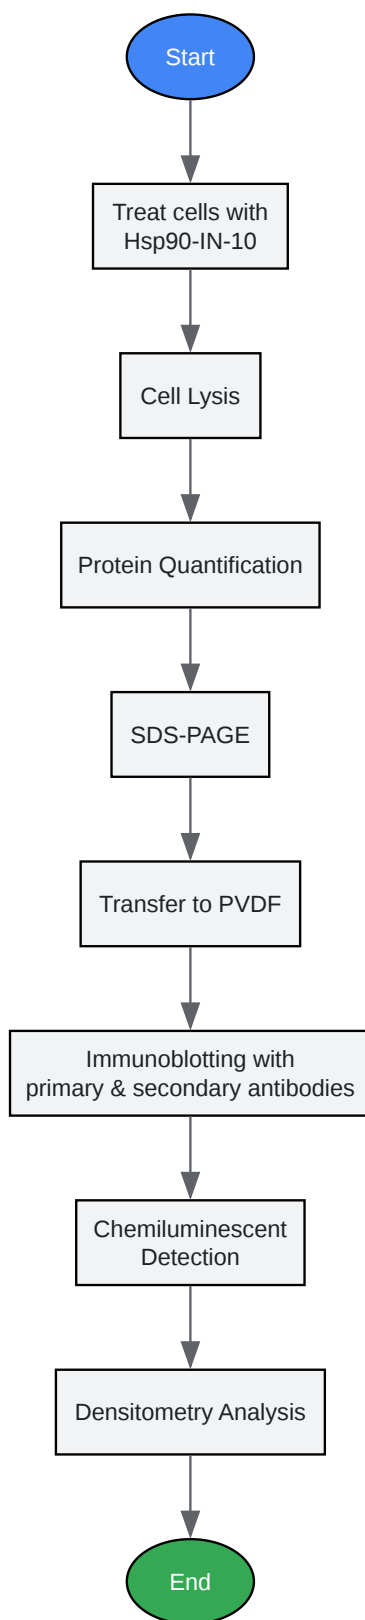 Start
Treat cells with
Hsp90-IN-10
Cell Lysis
Protein Quantification
SDS-PAGE
Transfer to PVDF
Immunoblotting with
primary & secondary antibodies
Chemiluminescent
Detection
Densitometry Analysis
End